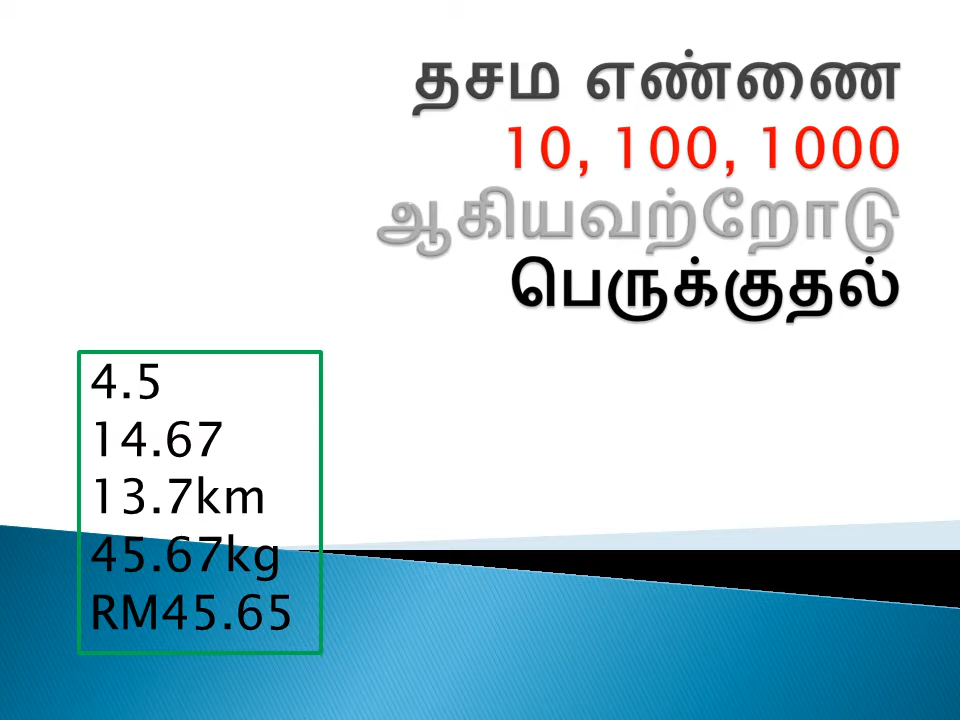 தசம எண்ணை
10, 100, 1000
ஆகியவற்றோடு
பெருக்குதல்
4.5
14.67
13.7km
45.67kg
RM45.65